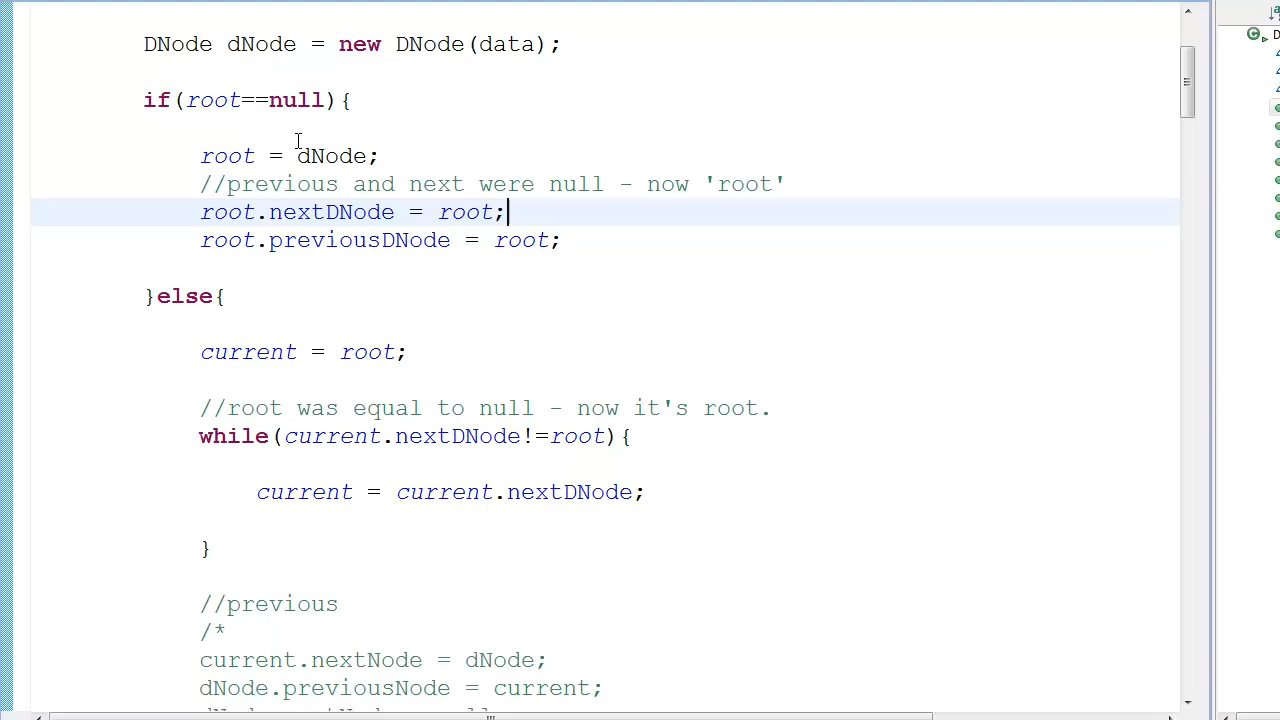 DNode dNode = new DNode(data);
if(root==null){
root = dNode;
//previous and next were null - now 'root'
root.nextDNode = root;
root.previousDNode = root;
}else{
current = root;
//root was equal to null - now it's root.
while(current.nextDNode!=root){
current = current.nextDNode;
}
//previous
/*
current.nextNode = dNode;
dNode.previousNode = current;